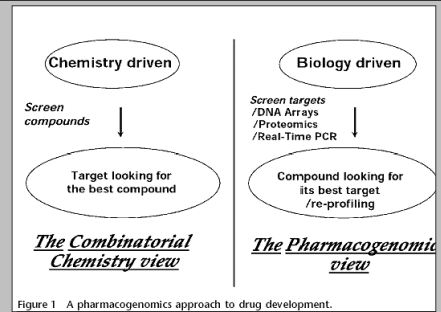 Chemistry driven
Screen
compounds
Target looking for
the best compound
The Combinatorial
Chemistry view
Biology driven
Screen targets
/DNA Arrays
/Proteomics
/Real-Time PCR
Compound looking for
its best target
/re-profiling
The Pharmacogenomic
view
Figure 1 A pharmacogenomics approach to drug development.